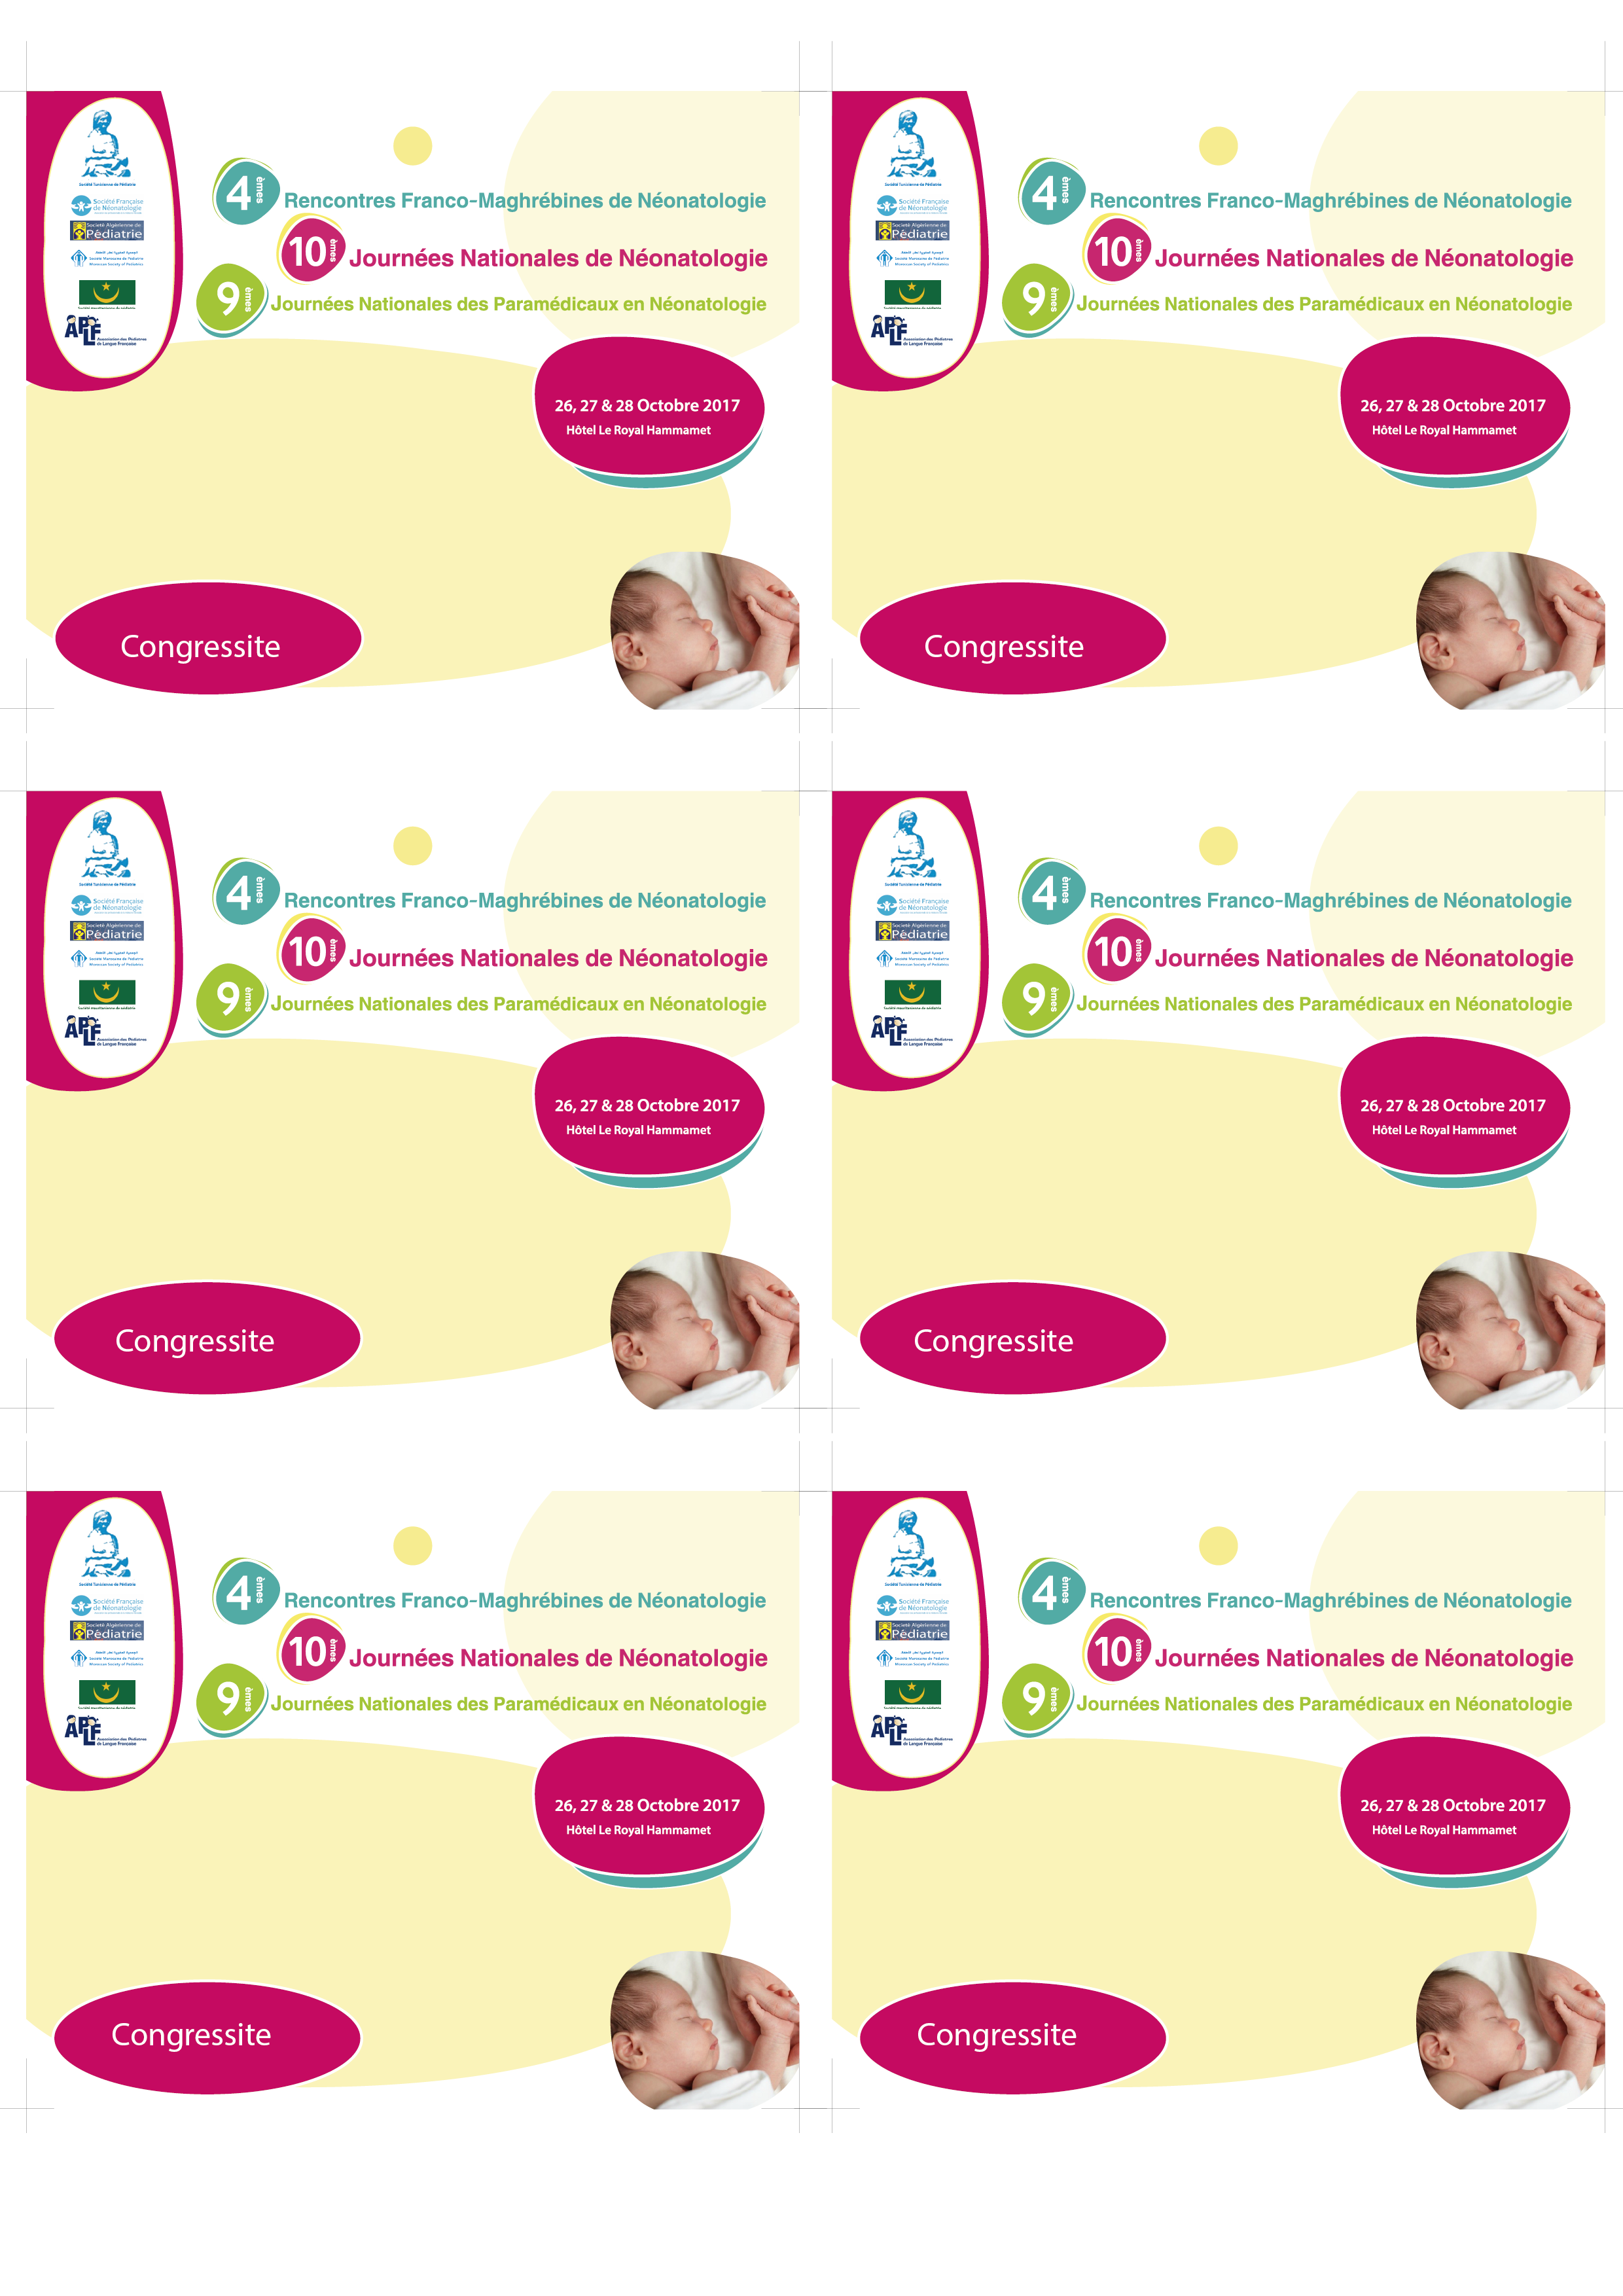 Société Tunisienne de Pédiatrie
Société Française
de Néonatologie
Société Algérienne de
Pédiatrie
Société Marocaine de Pédiatrie
Moroccan Society of Pediatrics
Société Mauritanienne de pédiatrie
APLF
Association des Pédiatres
de Langue Française
4 èmes Rencontres Franco-Maghrébines de Néonatologie
10 èmes Journées Nationales de Néonatologie
9 èmes Journées Nationales des Paramédicaux en Néonatologie
26, 27 & 28 Octobre 2017
Hôtel Le Royal Hammamet
Congressite
Société Tunisienne de Pédiatrie
Société Française
de Néonatologie
Société Algérienne de
Pédiatrie
Société Marocaine de Pédiatrie
Moroccan Society of Pediatrics
Société Mauritanienne de pédiatrie
APLF
Association des Pédiatres
de Langue Française
4 èmes Rencontres Franco-Maghrébines de Néonatologie
10 èmes Journées Nationales de Néonatologie
9 èmes Journées Nationales des Paramédicaux en Néonatologie
26, 27 & 28 Octobre 2017
Hôtel Le Royal Hammamet
Congressite
Société Tunisienne de Pédiatrie
Société Française
de Néonatologie
Société Algérienne de
Pédiatrie
Société Marocaine de Pédiatrie
Moroccan Society of Pediatrics
Société Mauritanienne de pédiatrie
APLF
Association des Pédiatres
de Langue Française
4 èmes Rencontres Franco-Maghrébines de Néonatologie
10 èmes Journées Nationales de Néonatologie
9 èmes Journées Nationales des Paramédicaux en Néonatologie
26, 27 & 28 Octobre 2017
Hôtel Le Royal Hammamet
Congressite
Société Tunisienne de Pédiatrie
Société Française
de Néonatologie
Société Algérienne de
Pédiatrie
Société Marocaine de Pédiatrie
Moroccan Society of Pediatrics
Société Mauritanienne de pédiatrie
APLF
Association des Pédiatres
de Langue Française
4 èmes Rencontres Franco-Maghrébines de Néonatologie
10 èmes Journées Nationales de Néonatologie
9 èmes Journées Nationales des Paramédicaux en Néonatologie
26, 27 & 28 Octobre 2017
Hôtel Le Royal Hammamet
Congressite
Société Tunisienne de Pédiatrie
Société Française
de Néonatologie
Société Algérienne de
Pédiatrie
Société Marocaine de Pédiatrie
Moroccan Society of Pediatrics
Société Mauritanienne de pédiatrie
APLF
Association des Pédiatres
de Langue Française
4 èmes Rencontres Franco-Maghrébines de Néonatologie
10 èmes Journées Nationales de Néonatologie
9 èmes Journées Nationales des Paramédicaux en Néonatologie
26, 27 & 28 Octobre 2017
Hôtel Le Royal Hammamet
Congressite
Société Tunisienne de Pédiatrie
Société Française
de Néonatologie
Société Algérienne de
Pédiatrie
Société Marocaine de Pédiatrie
Moroccan Society of Pediatrics
Société Mauritanienne de pédiatrie
APLF
Association des Pédiatres
de Langue Française
4 èmes Rencontres Franco-Maghrébines de Néonatologie
10 èmes Journées Nationales de Néonatologie
9 èmes Journées Nationales des Paramédicaux en Néonatologie
26, 27 & 28 Octobre 2017
Hôtel Le Royal Hammamet
Congressite